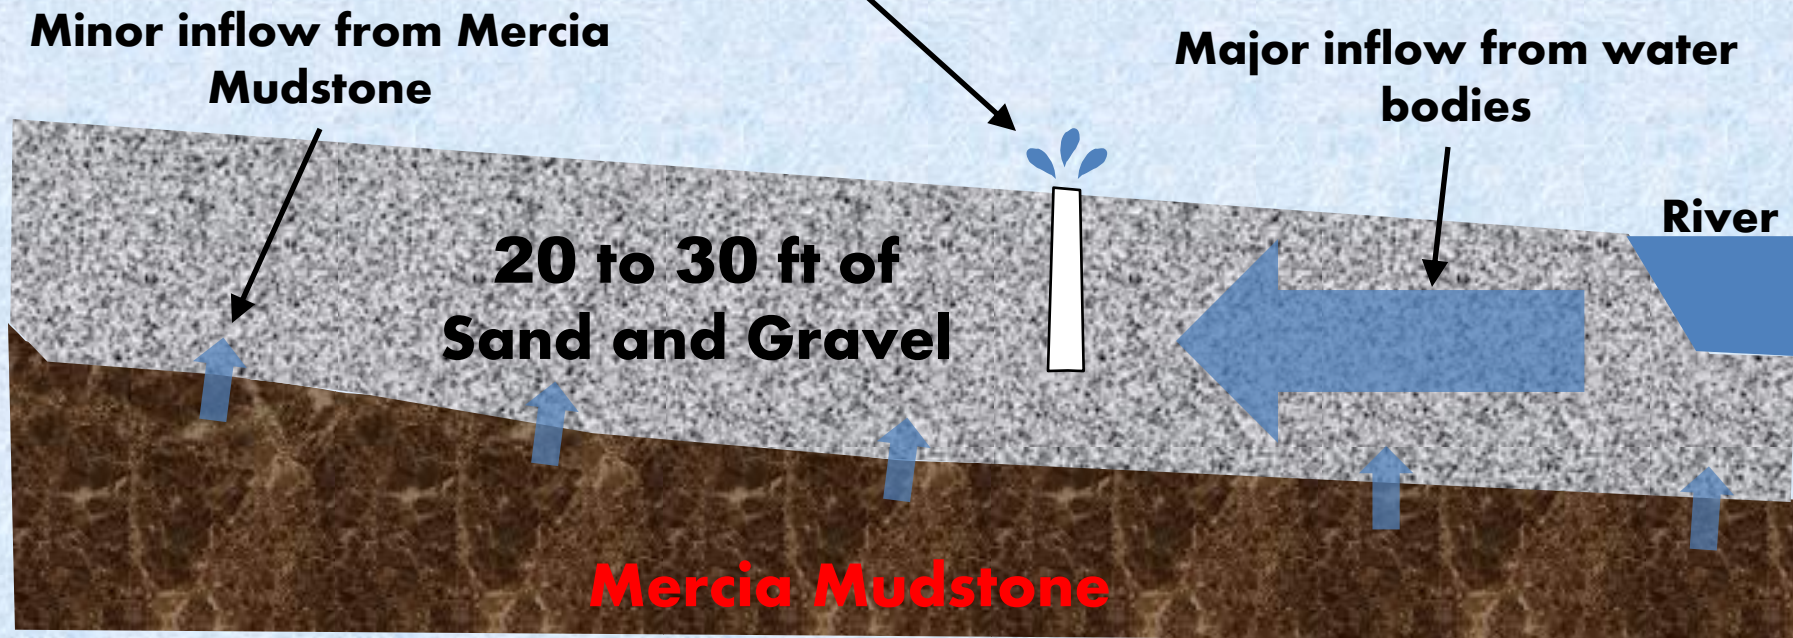 Minor inflow from Mercia
Mudstone
Major inflow from water
bodies
River
20 to 30 ft of
Sand and Gravel
Mercia Mudstone